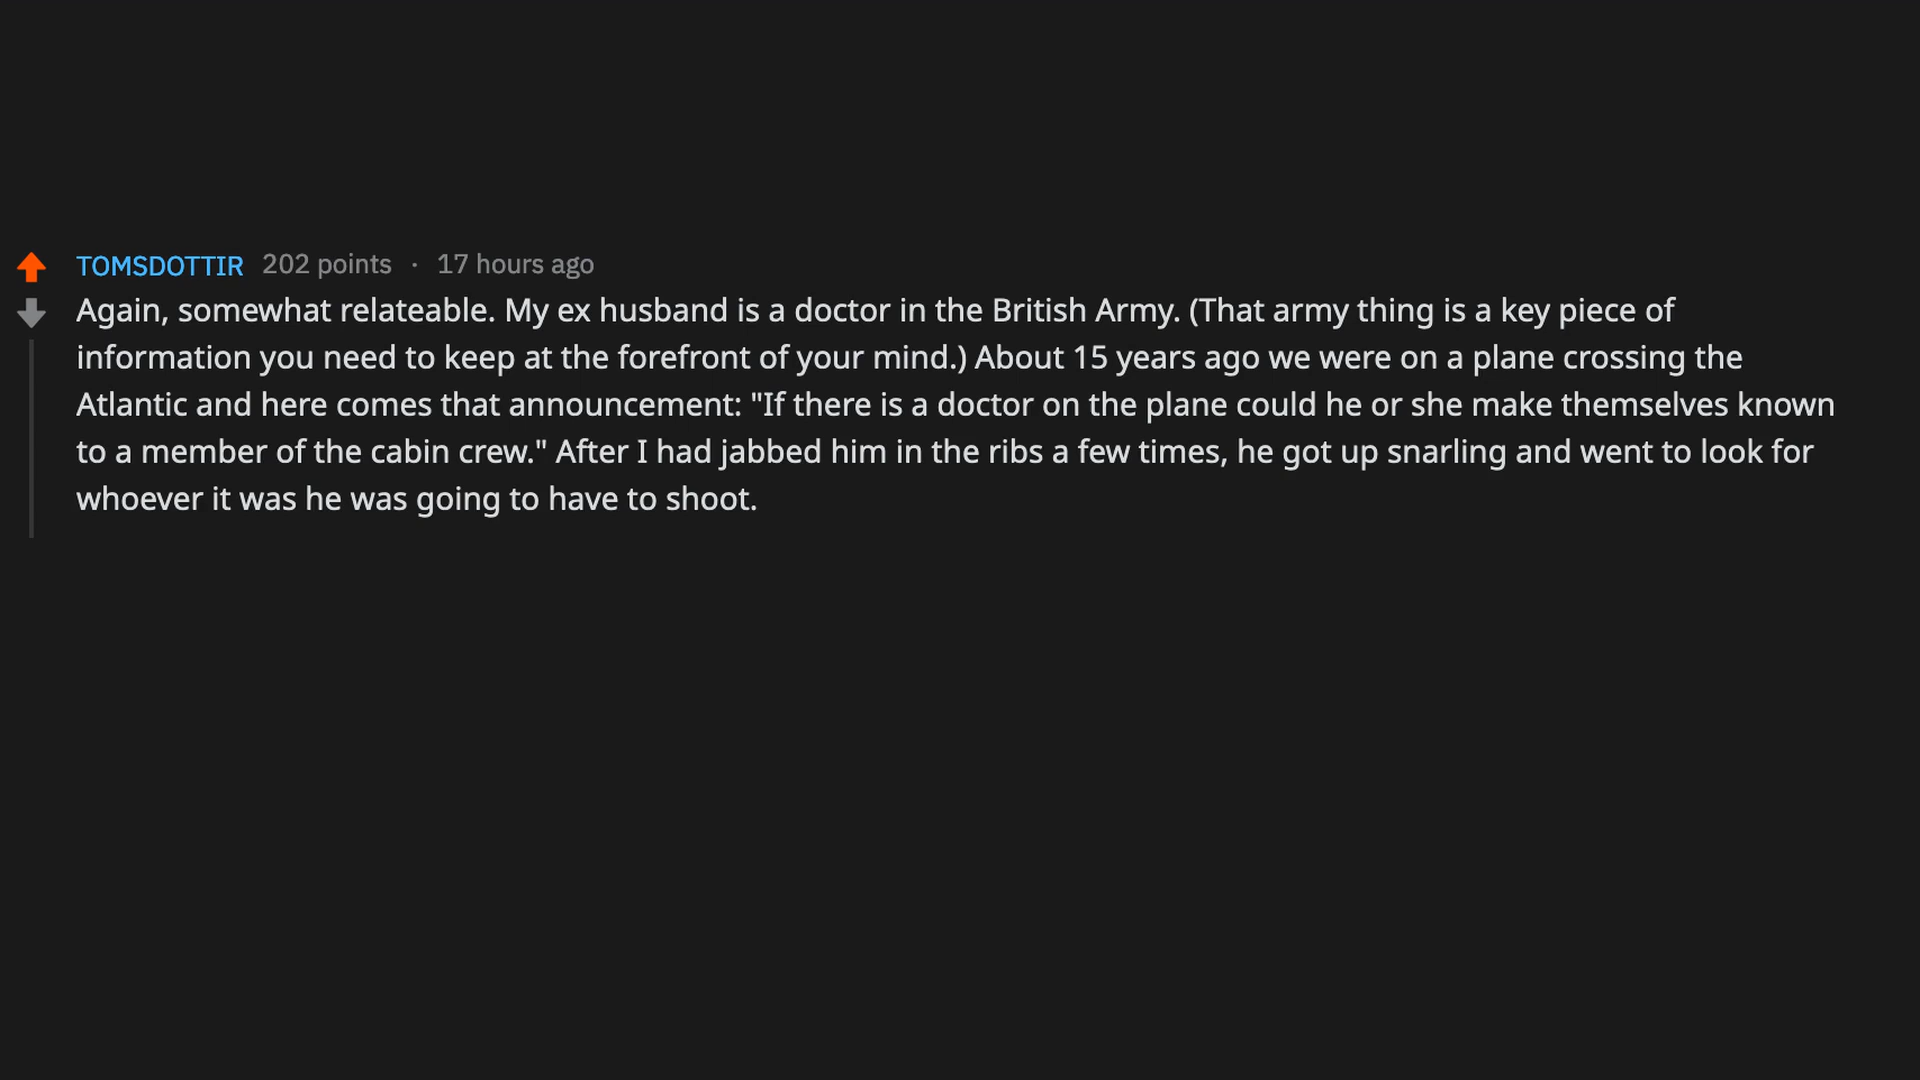 TOMSDOTTIR 202 points · 17 hours ago
Again, somewhat relateable. My ex husband is a doctor in the British Army. (That army thing is a key piece of
information you need to keep at the forefront of your mind.) About 15 years ago we were on a plane crossing the
Atlantic and here comes that announcement: "If there is a doctor on the plane could he or she make themselves known
to a member of the cabin crew." After I had jabbed him in the ribs a few times, he got up snarling and went to look for
whoever it was he was going to have to shoot.